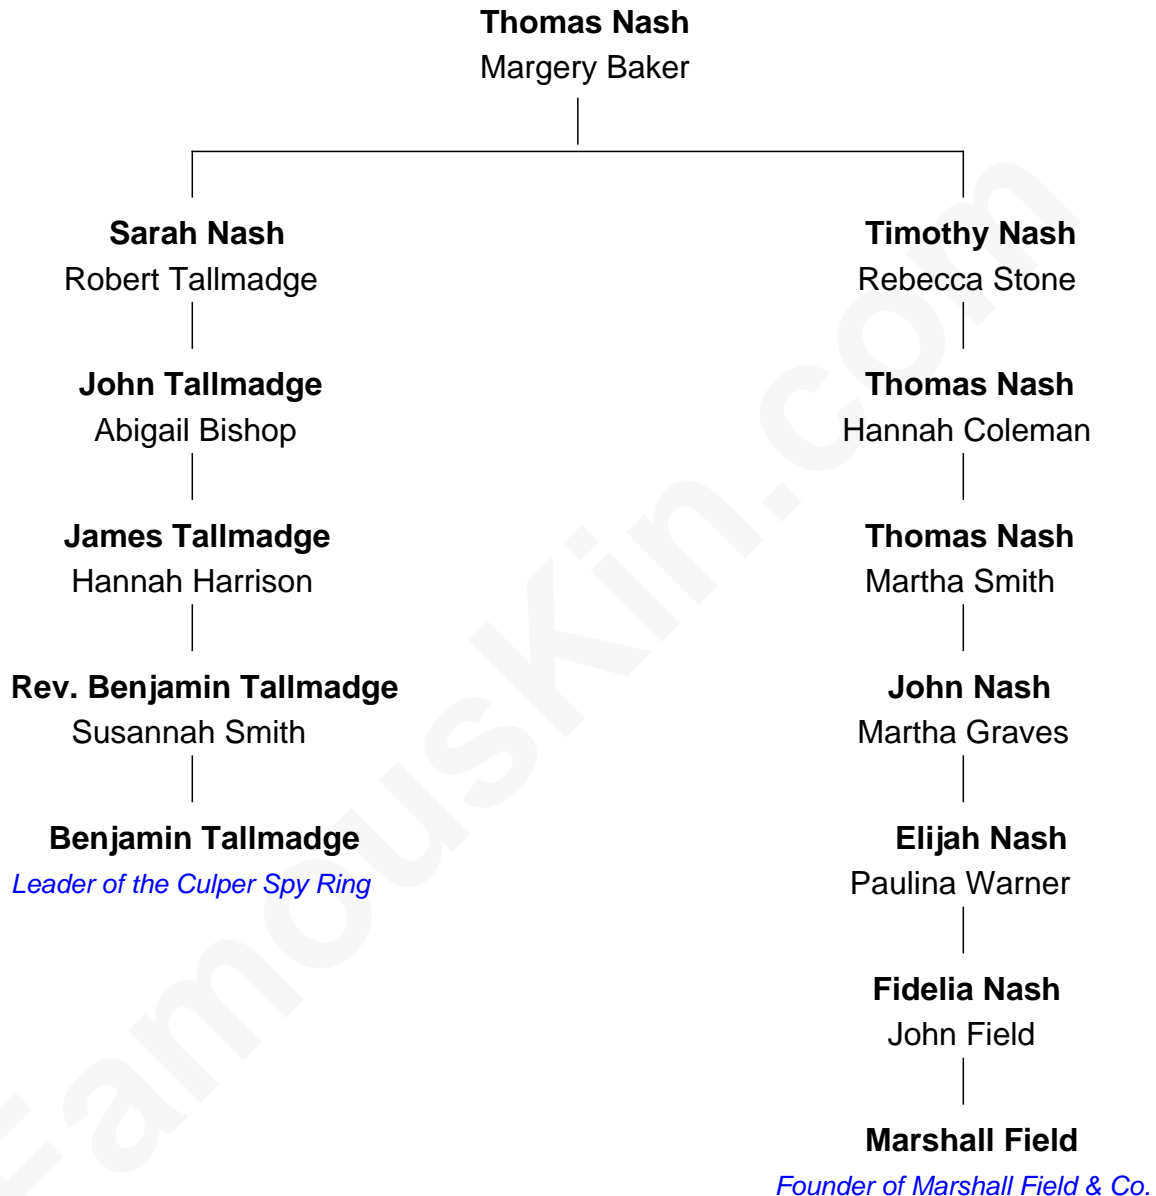 Thomas Nash
Margery Baker
Sarah Nash
Robert Tallmadge
John Tallmadge
Abigail Bishop
James Tallmadge
Hannah Harrison
Rev. Benjamin Tallmadge
Susannah Smith
Benjamin Tallmadge
Leader of the Culper Spy Ring
Timothy Nash
Rebecca Stone
Thomas Nash
Hannah Coleman
Thomas Nash
Martha Smith
John Nash
Martha Graves
Elijah Nash
Paulina Warner
Fidelia Nash
John Field
Marshall Field
Founder of Marshall Field & Co.
FamousKin.com